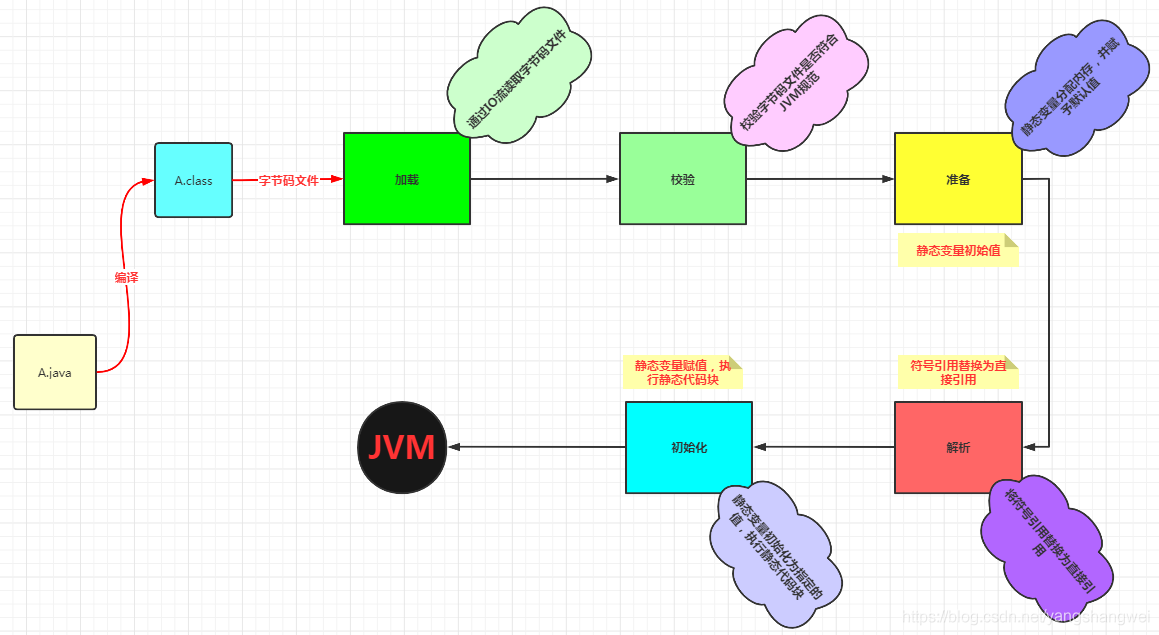 通过IO流读取字节码文件
校验字节码文件是否符合
JVM规范
静态变量分配内存，并赋
予默认值
A.class
字节码文件
加载
校验
准备
静态变量初始值
编译
A.java
静态变量赋值，执
行静态代码块
符号引用替换为直
接引用
JVM
初始化
解析
静态变量初始化为指定的
值，执行静态代码块
将符号引用替换为直接引
用
https://blog.csdn.net/yangshangwei